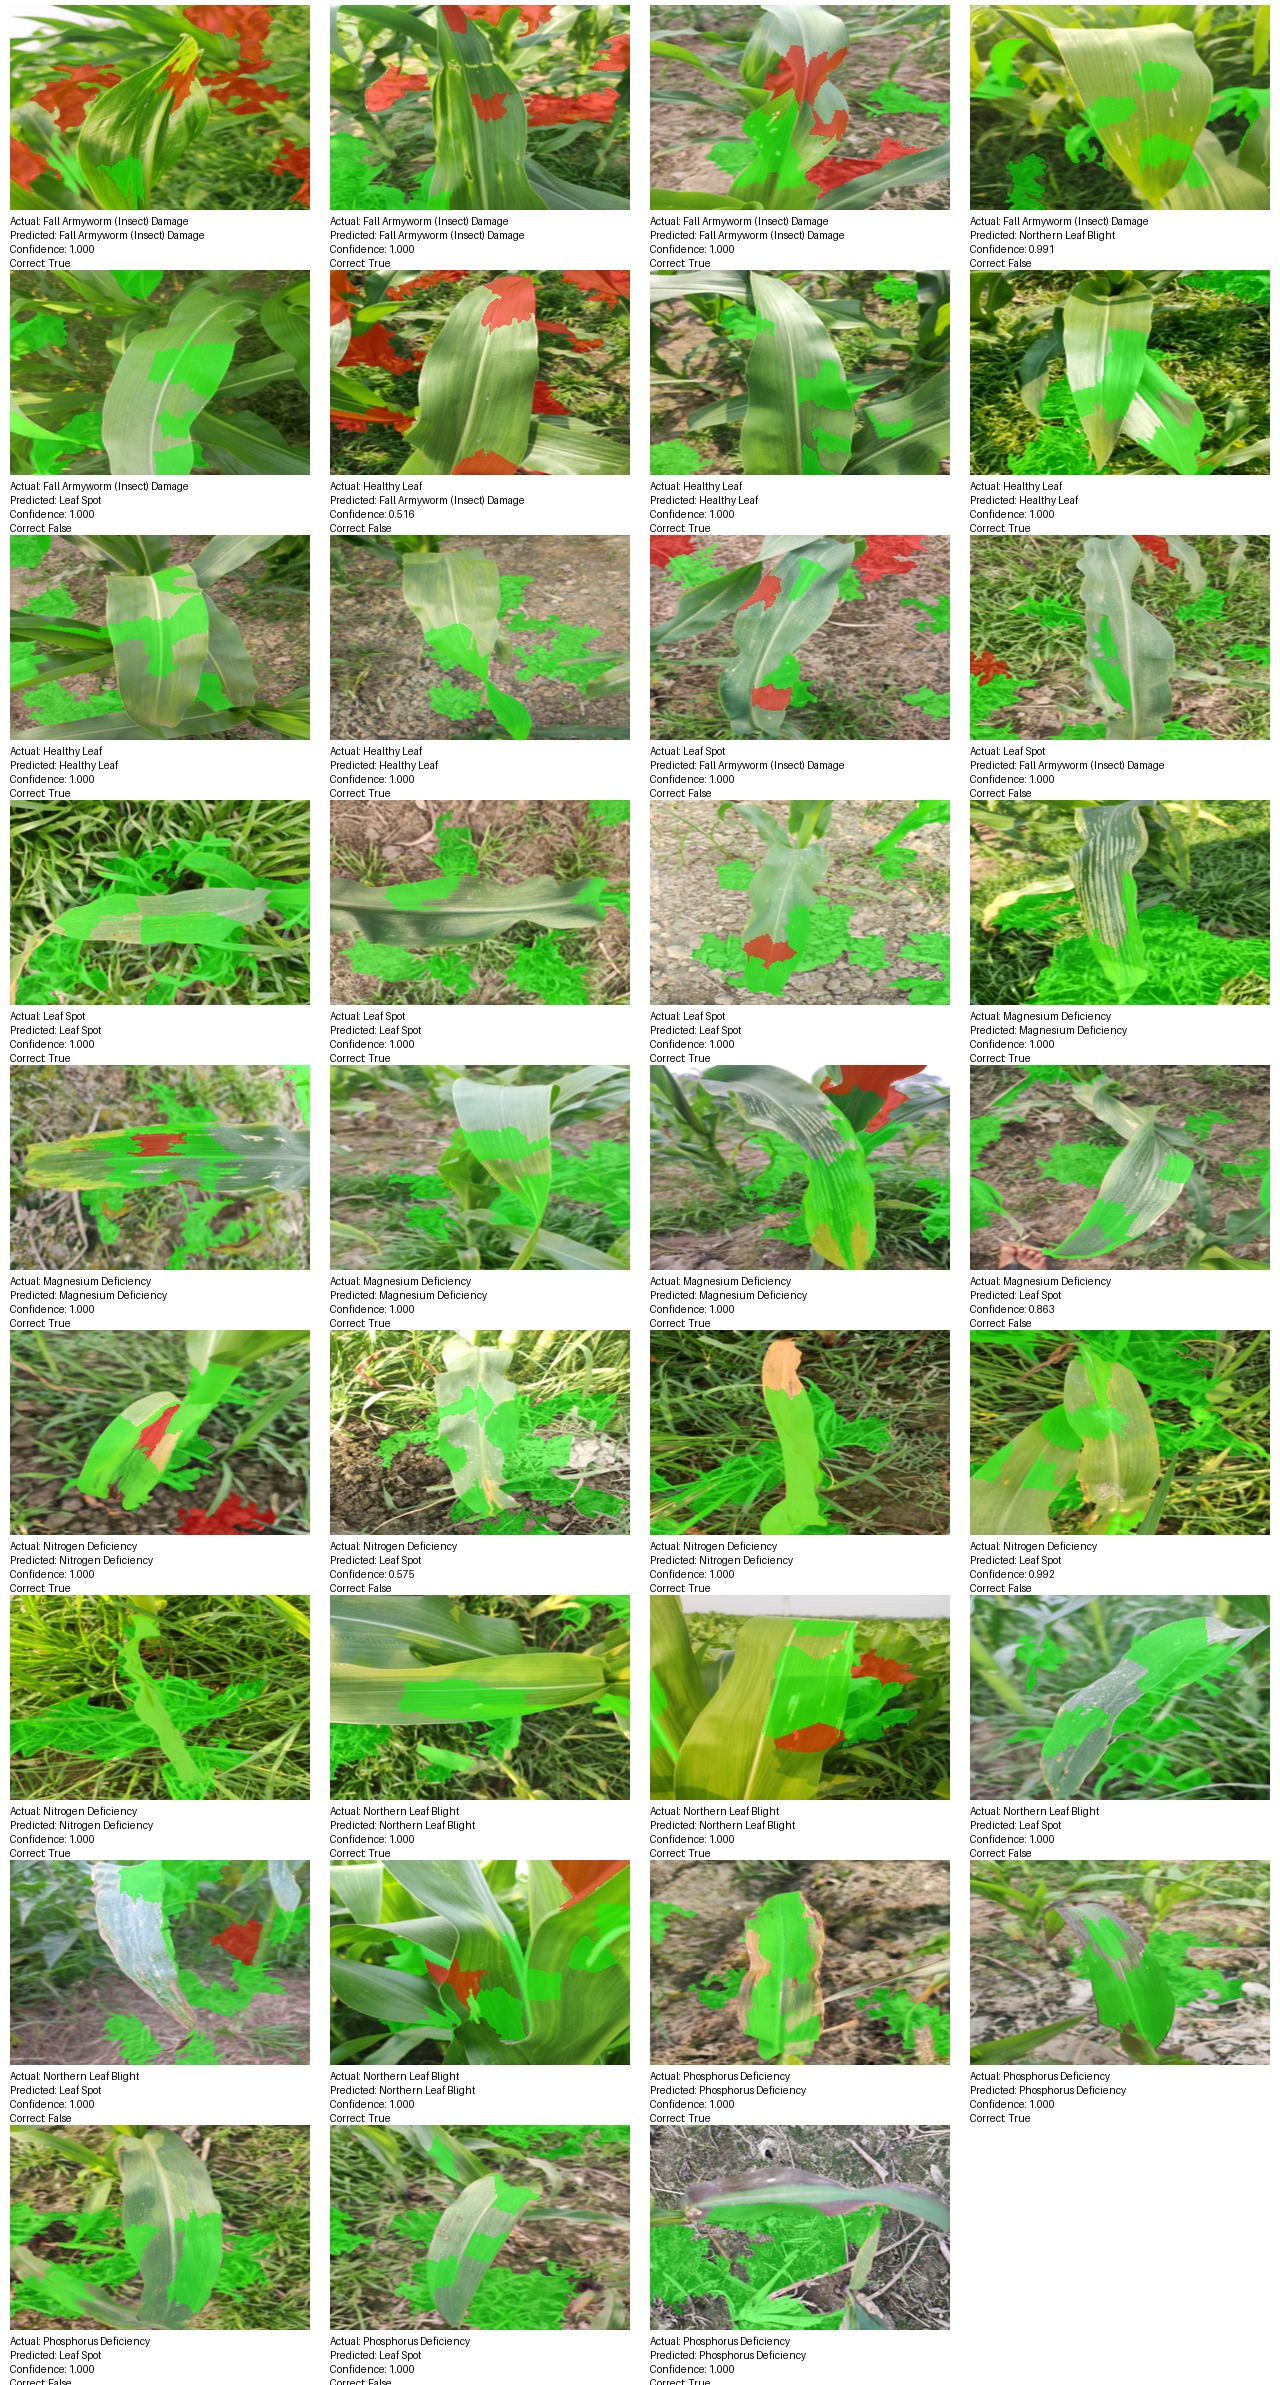 Actual: Fall Armyworm (Insect) Damage
Predicted: Fall Armyworm (Insect) Damage
Confidence: 1.000
Correct: True
Actual: Fall Armyworm (Insect) Damage
Predicted: Fall Armyworm (Insect) Damage
Confidence: 1.000
Correct: True
Actual: Fall Armyworm (Insect) Damage
Predicted: Fall Armyworm (Insect) Damage
Confidence: 1.000
Correct: True
Actual: Fall Armyworm (Insect) Damage
Predicted: Northern Leaf Blight
Confidence: 0.991
Correct: False
Actual: Fall Armyworm (Insect) Damage
Predicted: Leaf Spot
Confidence: 1.000
Correct: False
Actual: Healthy Leaf
Predicted: Fall Armyworm (Insect) Damage
Confidence: 0.516
Correct: False
Actual: Healthy Leaf
Predicted: Healthy Leaf
Confidence: 1.000
Correct: True
Actual: Healthy Leaf
Predicted: Healthy Leaf
Confidence: 1.000
Correct: True
Actual: Healthy Leaf
Predicted: Healthy Leaf
Confidence: 1.000
Correct: True
Actual: Healthy Leaf
Predicted: Healthy Leaf
Confidence: 1.000
Correct: True
Actual: Leaf Spot
Predicted: Fall Armyworm (Insect) Damage
Confidence: 1.000
Correct: False
Actual: Leaf Spot
Predicted: Fall Armyworm (Insect) Damage
Confidence: 1.000
Correct: False
Actual: Leaf Spot
Predicted: Leaf Spot
Confidence: 1.000
Correct: True
Actual: Leaf Spot
Predicted: Leaf Spot
Confidence: 1.000
Correct: True
Actual: Leaf Spot
Predicted: Leaf Spot
Confidence: 1.000
Correct: True
Actual: Magnesium Deficiency
Predicted: Magnesium Deficiency
Confidence: 1.000
Correct: True
Actual: Magnesium Deficiency
Predicted: Magnesium Deficiency
Confidence: 1.000
Correct: True
Actual: Magnesium Deficiency
Predicted: Magnesium Deficiency
Confidence: 1.000
Correct: True
Actual: Magnesium Deficiency
Predicted: Magnesium Deficiency
Confidence: 1.000
Correct: True
Actual: Magnesium Deficiency
Predicted: Leaf Spot
Confidence: 0.863
Correct: False
Actual: Nitrogen Deficiency
Predicted: Nitrogen Deficiency
Confidence: 1.000
Correct: True
Actual: Nitrogen Deficiency
Predicted: Leaf Spot
Confidence: 0.575
Correct: False
Actual: Nitrogen Deficiency
Predicted: Nitrogen Deficiency
Confidence: 1.000
Correct: True
Actual: Nitrogen Deficiency
Predicted: Leaf Spot
Confidence: 0.992
Correct: False
Actual: Nitrogen Deficiency
Predicted: Nitrogen Deficiency
Confidence: 1.000
Correct: True
Actual: Northern Leaf Blight
Predicted: Northern Leaf Blight
Confidence: 1.000
Correct: True
Actual: Northern Leaf Blight
Predicted: Northern Leaf Blight
Confidence: 1.000
Correct: True
Actual: Northern Leaf Blight
Predicted: Leaf Spot
Confidence: 1.000
Correct: False
Actual: Northern Leaf Blight
Predicted: Leaf Spot
Confidence: 1.000
Correct: False
Actual: Northern Leaf Blight
Predicted: Northern Leaf Blight
Confidence: 1.000
Correct: True
Actual: Phosphorus Deficiency
Predicted: Phosphorus Deficiency
Confidence: 1.000
Correct: True
Actual: Phosphorus Deficiency
Predicted: Phosphorus Deficiency
Confidence: 1.000
Correct: True
Actual: Phosphorus Deficiency
Predicted: Leaf Spot
Confidence: 1.000
Correct: False
Actual: Phosphorus Deficiency
Predicted: Leaf Spot
Confidence: 1.000
Correct: False
Actual: Phosphorus Deficiency
Predicted: Phosphorus Deficiency
Confidence: 1.000
Correct: True